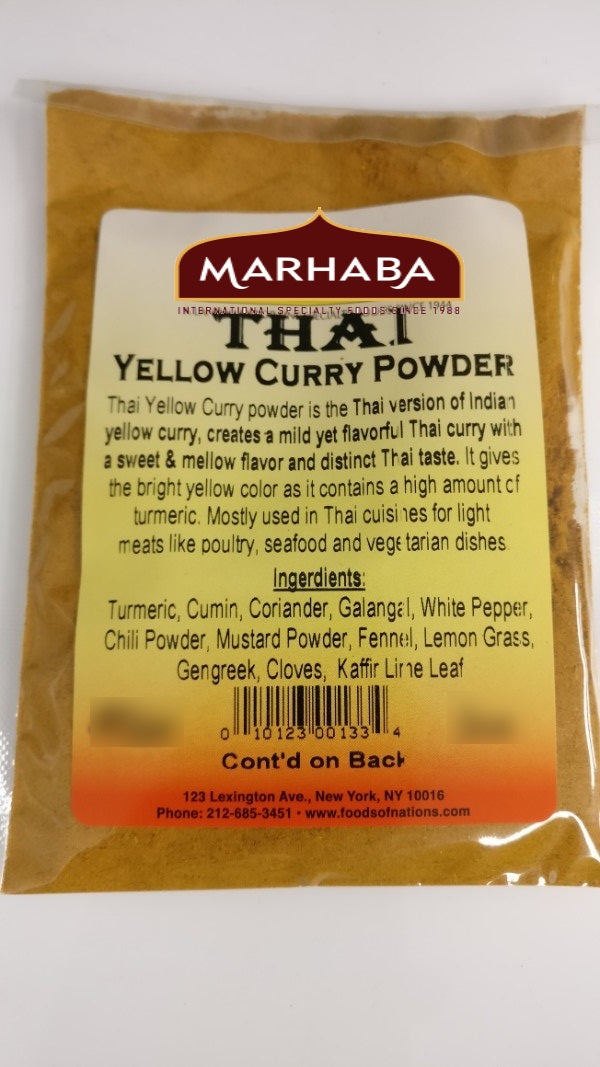 MARHABA
INTERNATIONAL SPECIALTY FOODS SINCE 1988
SINCE 1944
THAI
YELLOW CURRY POWDER
Thai Yellow Curry powder is the Thai version of Indian
yellow curry, creates a mild yet flavorful Thai curry with
a sweet & mellow flavor and distinct Thai taste. It gives
the bright yellow color as it contains a high amount of
turmeric. Mostly used in Thai cuisines for light
meats like poultry, seafood and vegetarian dishes.
Ingerdients:
Turmeric, Cumin, Coriander, Galangal, White Pepper,
Chili Powder, Mustard Powder, Fennel, Lemon Grass,
Gengreek, Cloves, Kaffir Lime Leaf
0 10123 00133 4
Cont'd on Back
123 Lexington Ave., New York, NY 10016
Phone: 212-685-3451 • www.foodsofnations.com